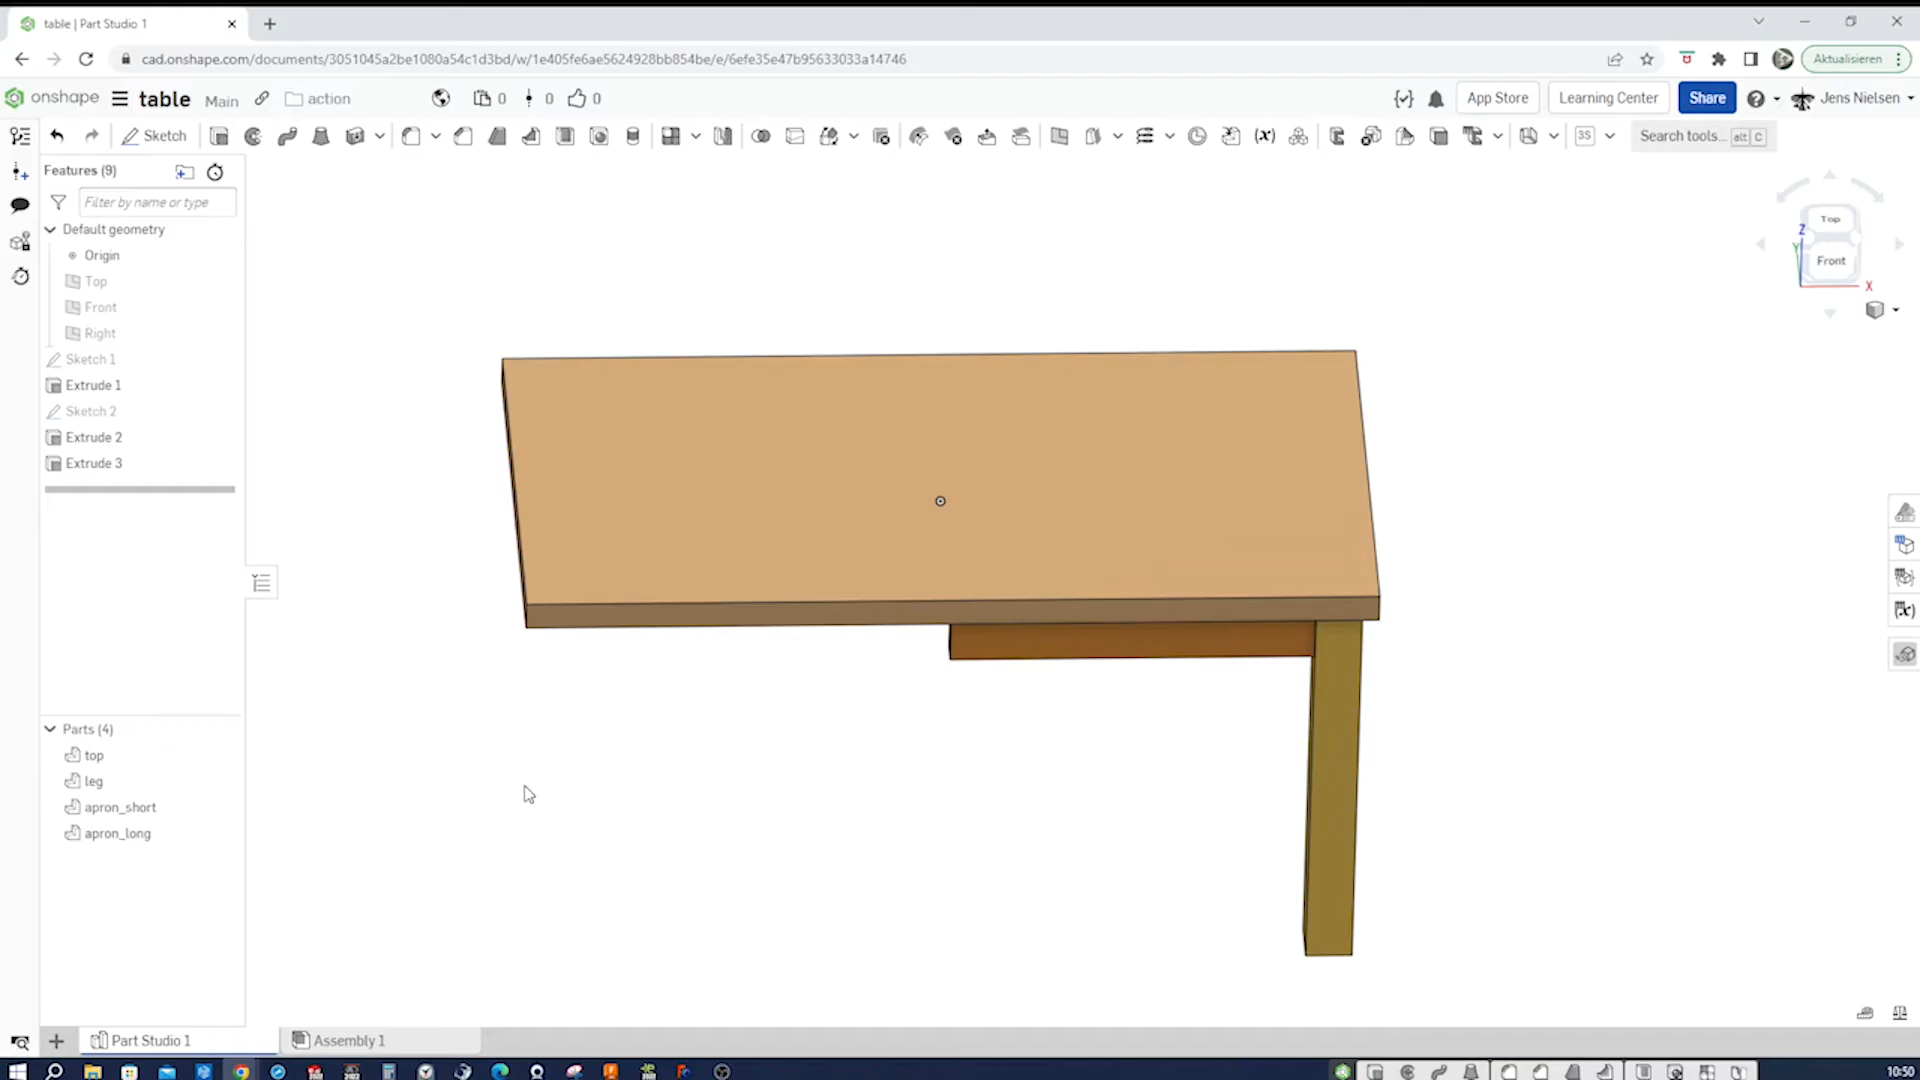 table | Part Studio 1
cad.onshape.com/documents/3051045a2be1080a54c1d3bd/w/1e405fe6ae5624928bb854be/e/6efe35e47b95633033a14746
Aktualisieren
onshape
table
Main
action
0
0
0
App Store
Learning Center
Share
Jens Nielsen
Sketch
(x)
3S
Search tools... alt C
Features (9)
Filter by name or type
Default geometry
Origin
Top
Front
Right
Sketch 1
Extrude 1
Sketch 2
Extrude 2
Extrude 3
Top
Z
Y
Front
X
(x)
Parts (4)
top
leg
apron_short
apron_long
Part Studio 1
Assembly 1
10:50